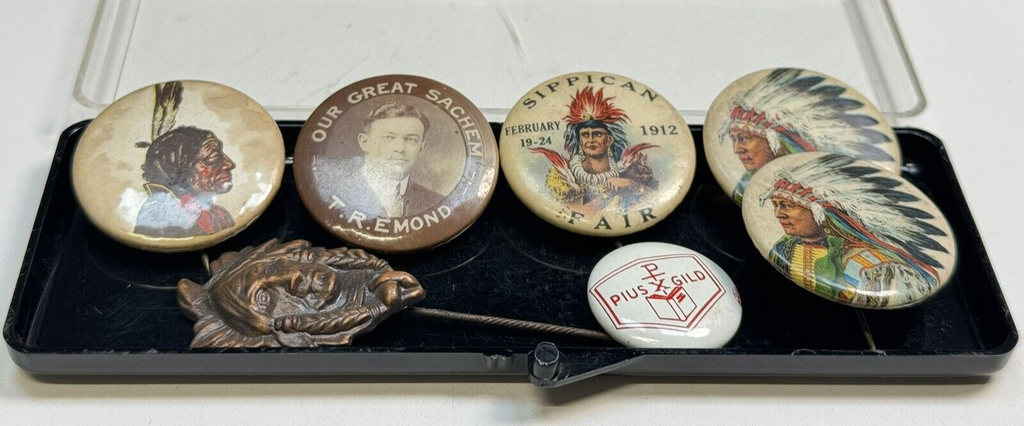 OUR GREAT SACHEM
T. R. EMOND
SIPPICAN
FEBRUARY
19-24
1912
FAIR
PIUS X GILD